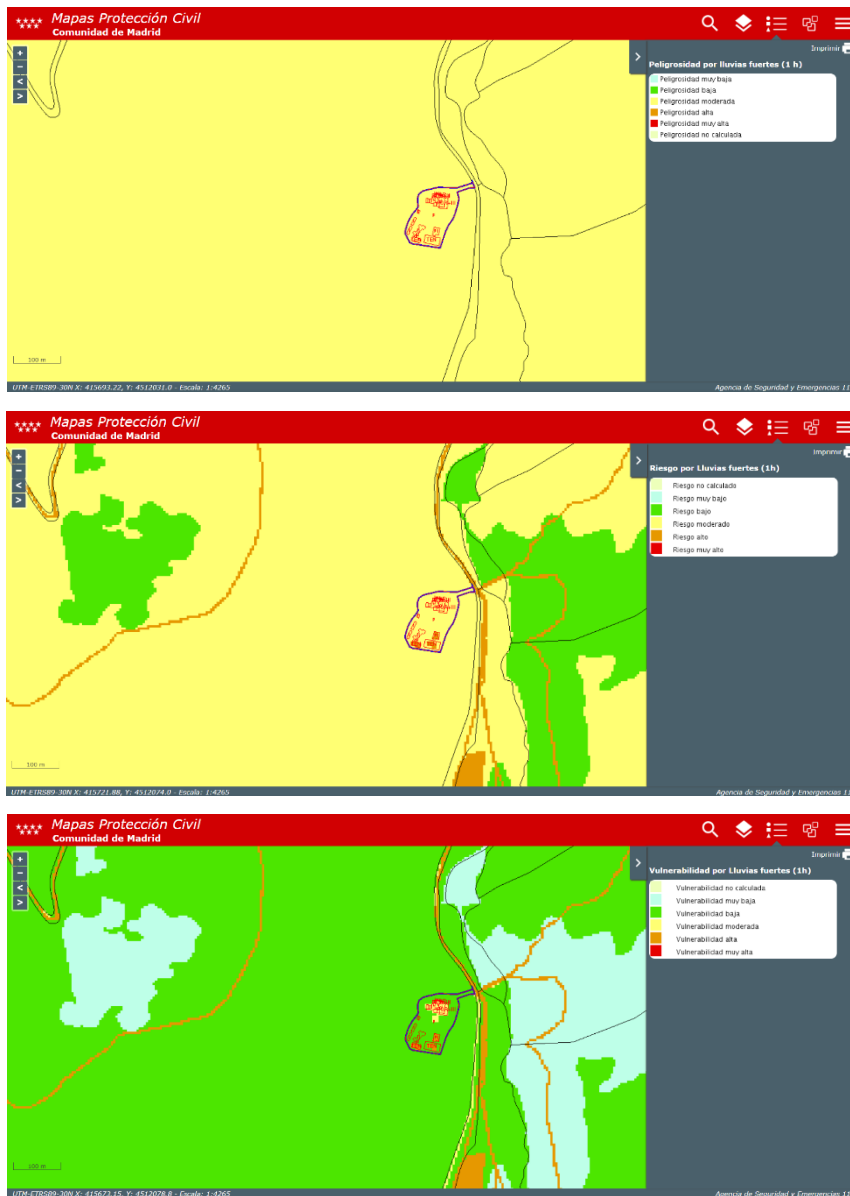 Mapas Protección Civil
Comunidad de Madrid
Imprimir
+
−
<
>
>
Peligrosidad por lluvias fuertes (1 h)
Peligrosidad muy baja
Peligrosidad baja
Peligrosidad moderada
Peligrosidad alta
Peligrosidad muy alta
Peligrosidad no calculada
100 m
UTM-ETRS89-30N X: 415693.22, Y: 4512031.0 - Escala: 1:4265
Agencia de Seguridad y Emergencias 11
Mapas Protección Civil
Comunidad de Madrid
Imprimir
+
−
<
>
>
Riesgo por Lluvias fuertes (1h)
Riesgo no calculado
Riesgo muy bajo
Riesgo bajo
Riesgo moderado
Riesgo alto
Riesgo muy alto
100 m
UTM-ETRS89-30N X: 415721.88, Y: 4512074.0 - Escala: 1:4265
Agencia de Seguridad y Emergencias 11
Mapas Protección Civil
Comunidad de Madrid
Imprimir
+
−
<
>
>
Vulnerabilidad por Lluvias fuertes (1h)
Vulnerabilidad no calculada
Vulnerabilidad muy baja
Vulnerabilidad baja
Vulnerabilidad moderada
Vulnerabilidad alta
Vulnerabilidad muy alta
100 m
UTM-ETRS89-30N X: 415673.15, Y: 4512078.8 - Escala: 1:4265
Agencia de Seguridad y Emergencias 11